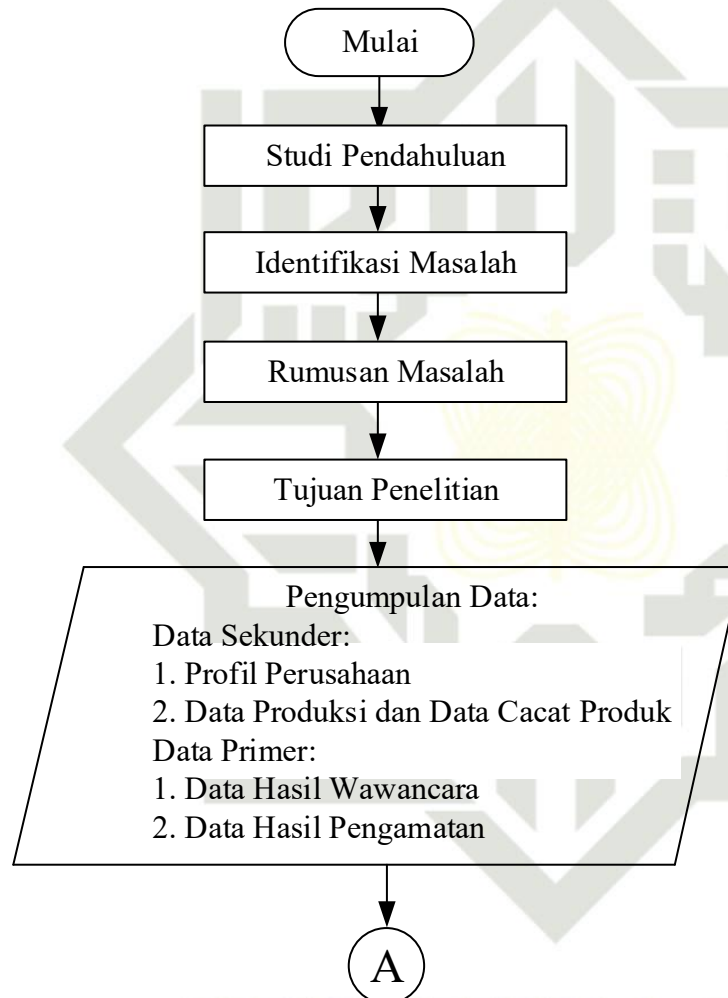 Mulai
Studi Pendahuluan
Identifikasi Masalah
Rumusan Masalah
Tujuan Penelitian
Pengumpulan Data:
Data Sekunder:
1. Profil Perusahaan
2. Data Produksi dan Data Cacat Produk
Data Primer:
1. Data Hasil Wawancara
2. Data Hasil Pengamatan
A